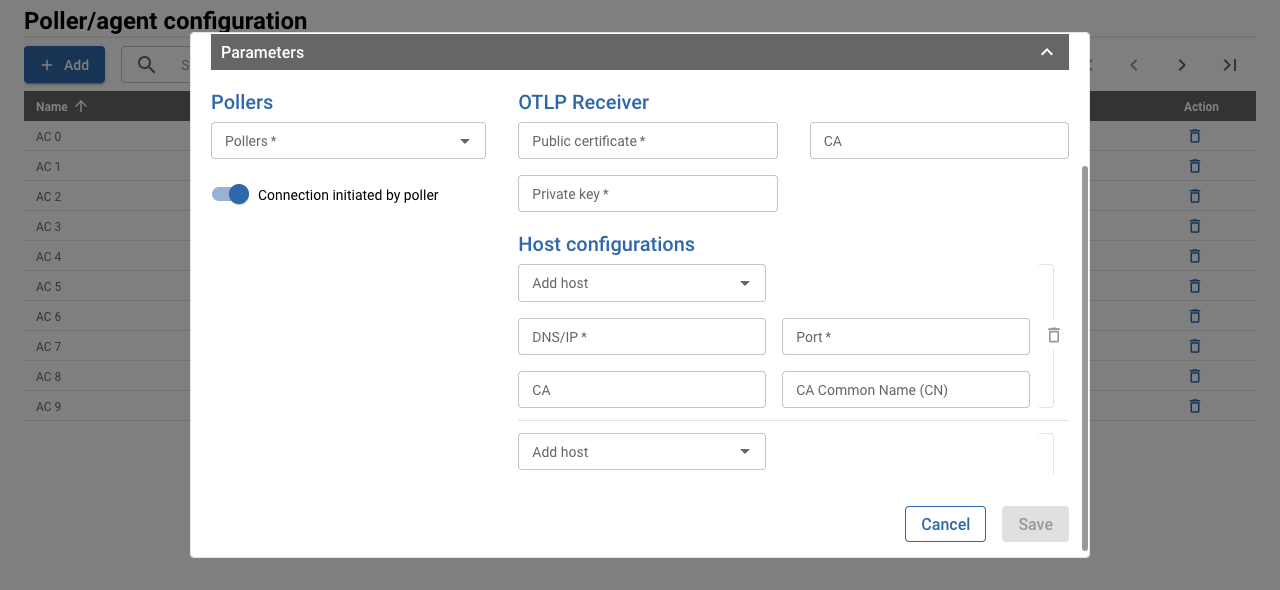 Poller/agent configuration
Add
S
Name
Action
AC 0
AC 1
AC 2
AC 3
AC 4
AC 5
AC 6
AC 7
AC 8
AC 9
Parameters
Pollers
Pollers *
Connection initiated by poller
OTLP Receiver
Public certificate *
CA
Private key *
Host configurations
Add host
DNS/IP *
Port *
CA
CA Common Name (CN)
Add host
Cancel
Save